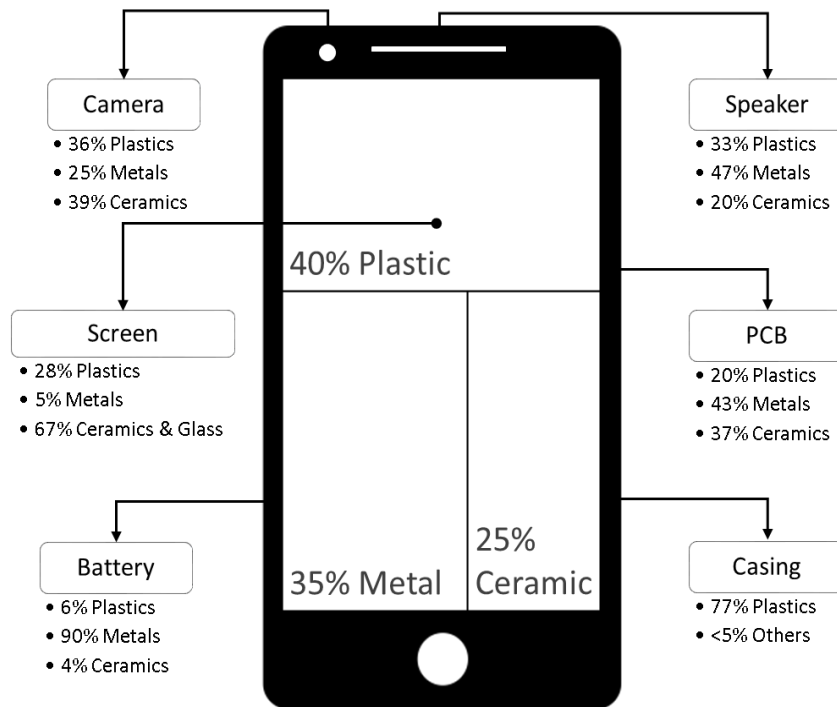 Camera
• 36% Plastics
• 25% Metals
• 39% Ceramics
Speaker
• 33% Plastics
• 47% Metals
• 20% Ceramics
40% Plastic
Screen
• 28% Plastics
• 5% Metals
• 67% Ceramics & Glass
PCB
• 20% Plastics
• 43% Metals
• 37% Ceramics
35% Metal
25%
Ceramic
Battery
• 6% Plastics
• 90% Metals
• 4% Ceramics
Casing
• 77% Plastics
• <5% Others